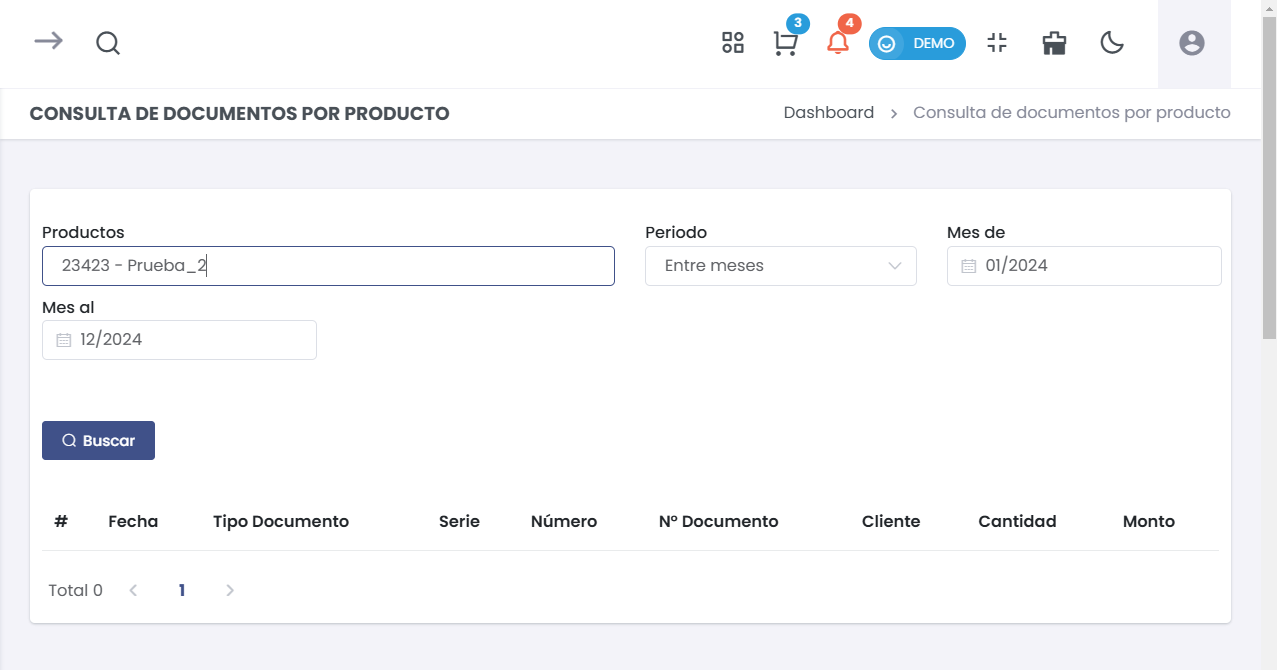 3
4
DEMO
CONSULTA DE DOCUMENTOS POR PRODUCTO
Dashboard > Consulta de documentos por producto
Productos
Periodo
Mes de
23423 - Prueba_2
Entre meses
01/2024
Mes al
12/2024
Buscar
# Fecha Tipo Documento Serie Número N° Documento Cliente Cantidad Monto
Total 0 < 1 >